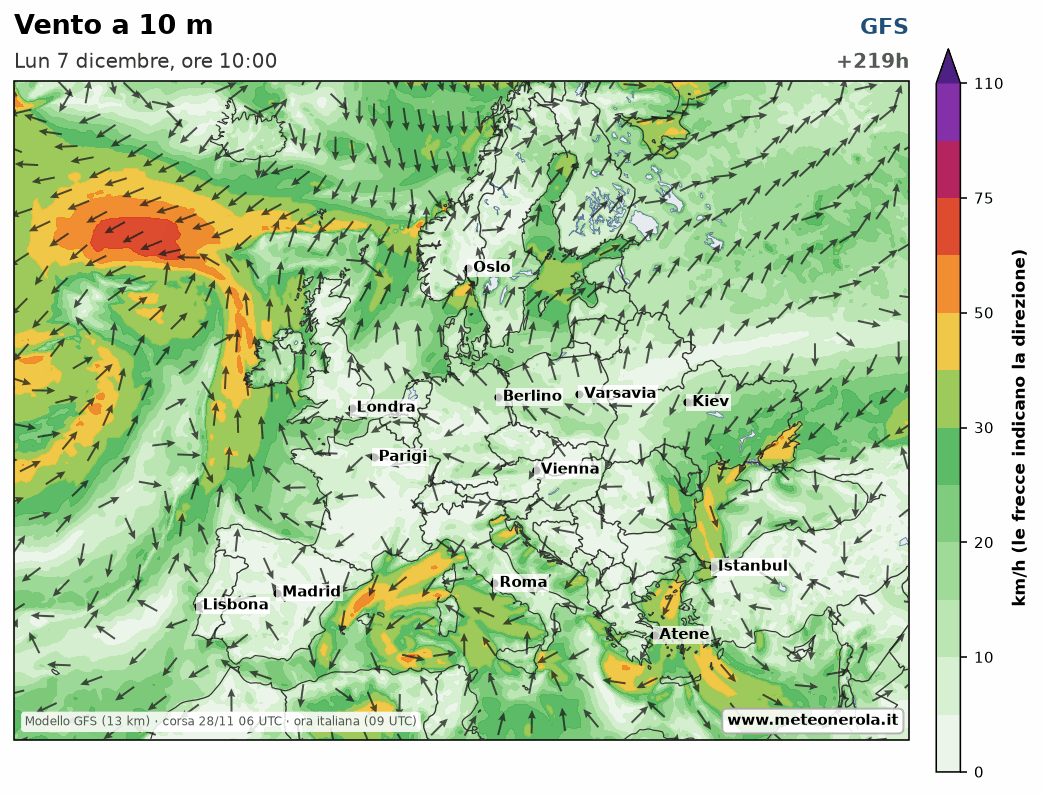 Vento a 10 m
GFS
Lun 7 dicembre, ore 10:00
+219h
110
75
50
30
20
10
0
km/h (le frecce indicano la direzione)
Oslo
Berlino
Varsavia
Kiev
Londra
Parigi
Vienna
Istanbul
Roma
Madrid
Lisbona
Atene
Modello GFS (13 km) · corsa 28/11 06 UTC · ora italiana (09 UTC)
www.meteonerola.it